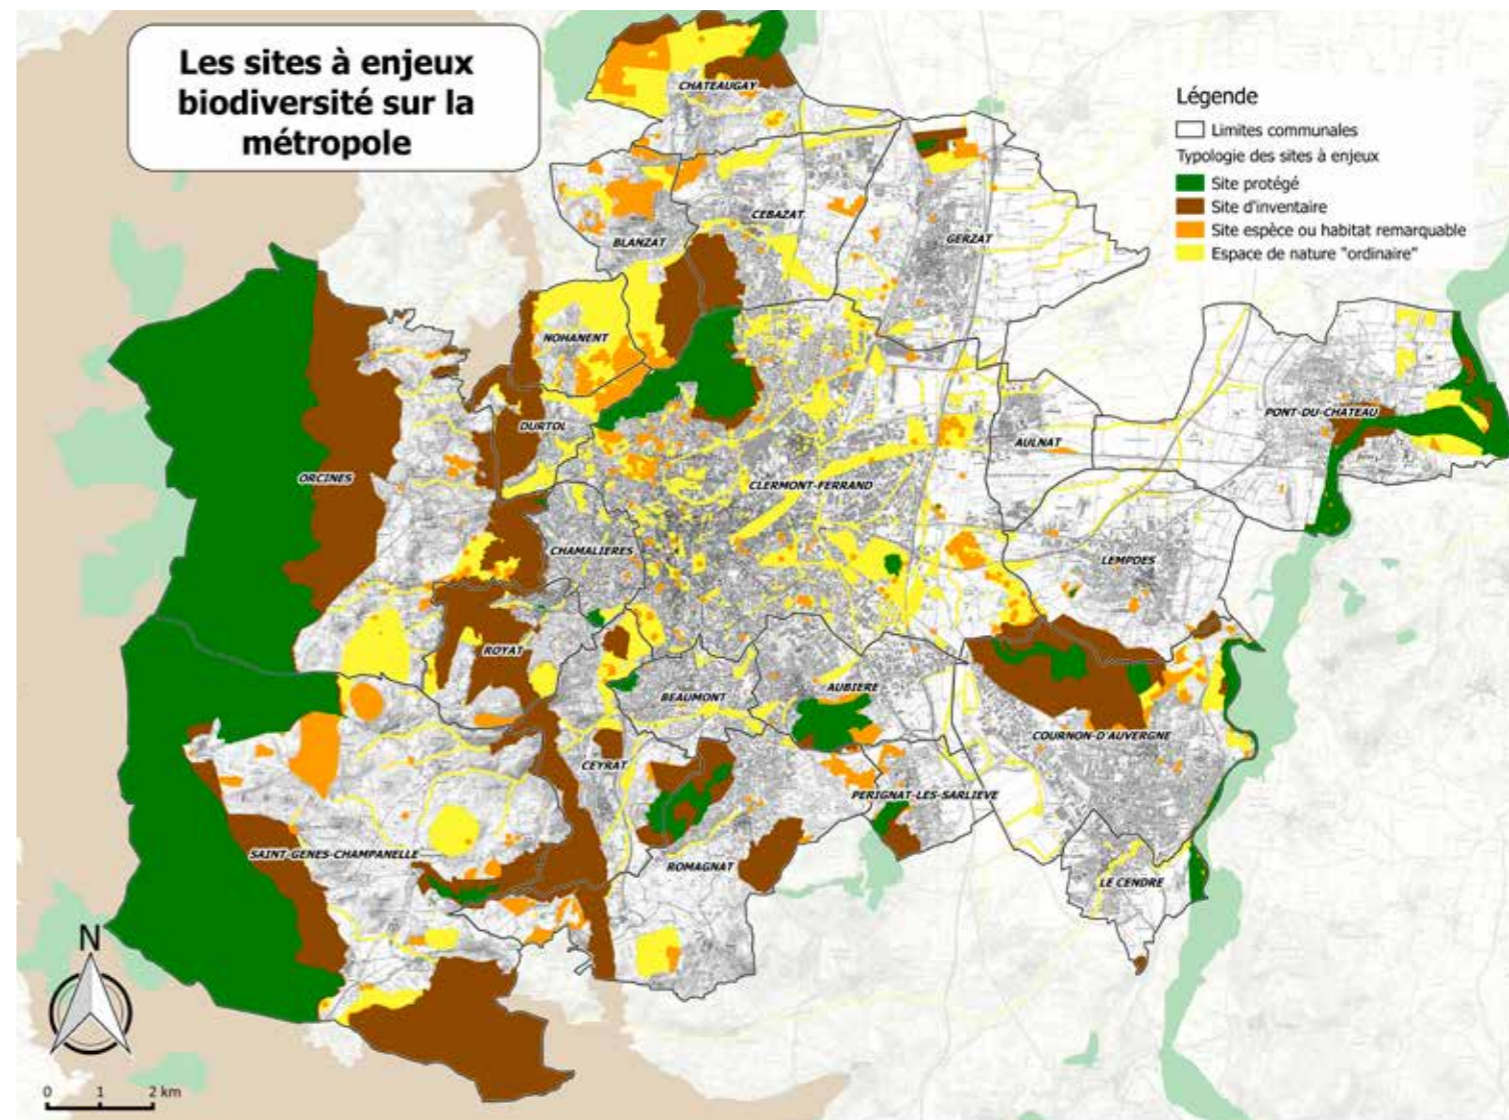 Les sites à enjeux
biodiversité sur la
métropole
Légende
Limites communales
Typologie des sites à enjeux
Site protégé
Site d'inventaire
Site espèce ou habitat remarquable
Espace de nature "ordinaire"
CHATEAUGAY
CEBAZAT
BLANZAT
GERZAT
NOHANENT
PONT-DU-CHATEAU
DURTOL
AULNAT
ORCINES
CLERMONT-FERRAND
CHAMALIERES
LEMPDES
ROYAT
BEAUMONT
AUBIERE
COURNON-D'AUVERGNE
CEYRAT
PERIGNAT-LES-SARLIEVE
SAINT-GENES-CHAMPANELLE
ROMAGNAT
LE CENDRE
N
0 1 2 km